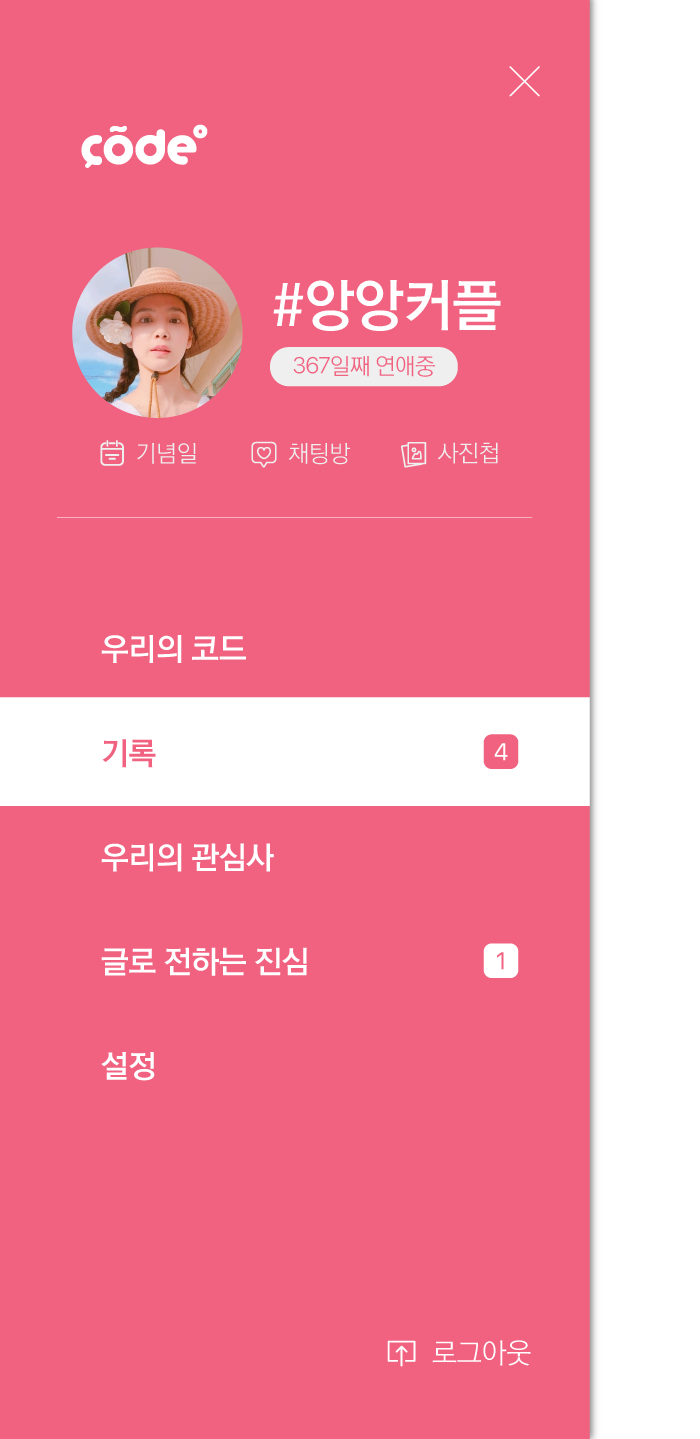 çõde°
#앙앙커플
367일째 연애중
기념일 채팅방 사진첩
우리의 코드
기록 4
우리의 관심사
글로 전하는 진심 1
설정
로그아웃